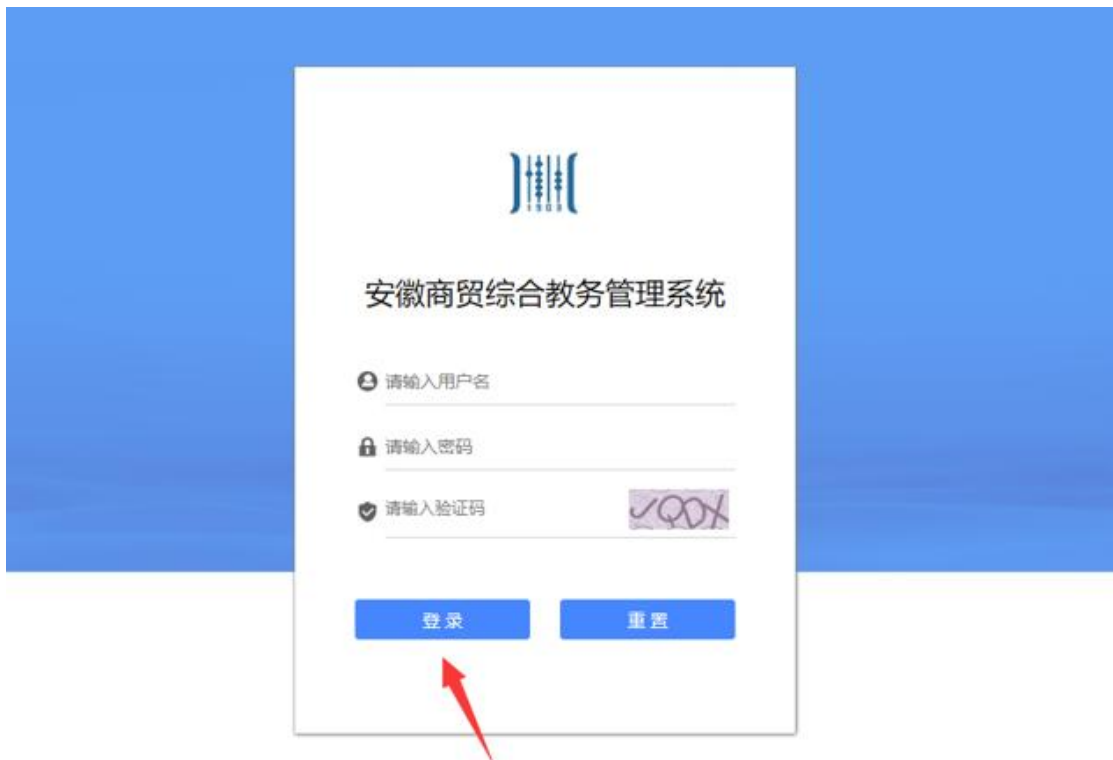 安徽商贸综合教务管理系统
请输入用户名
请输入密码
请输入验证码
登录 重置